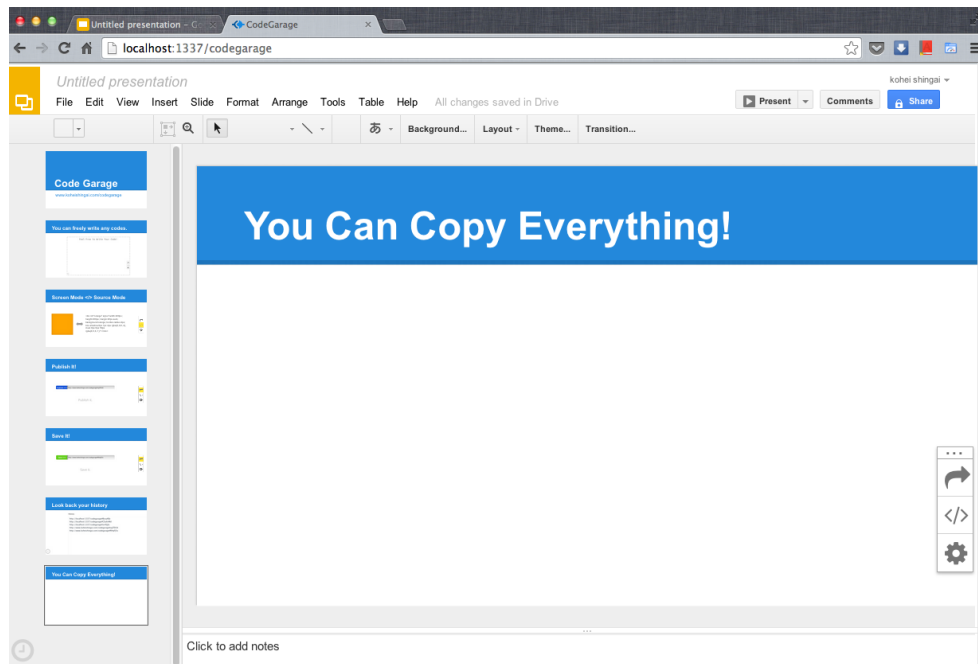 Untitled presentation - G
CodeGarage
localhost:1337/codegarage
Untitled presentation
kohei shingai
File Edit View Insert Slide Format Arrange Tools Table Help All changes saved in Drive
Present Comments Share
あ Background... Layout Theme... Transition...
Code Garage
You can freely write any codes.
Screen Mode <-> Source Mode
Publish It!
Save It!
Look back your history
You Can Copy Everything!
You Can Copy Everything!
</>
Click to add notes